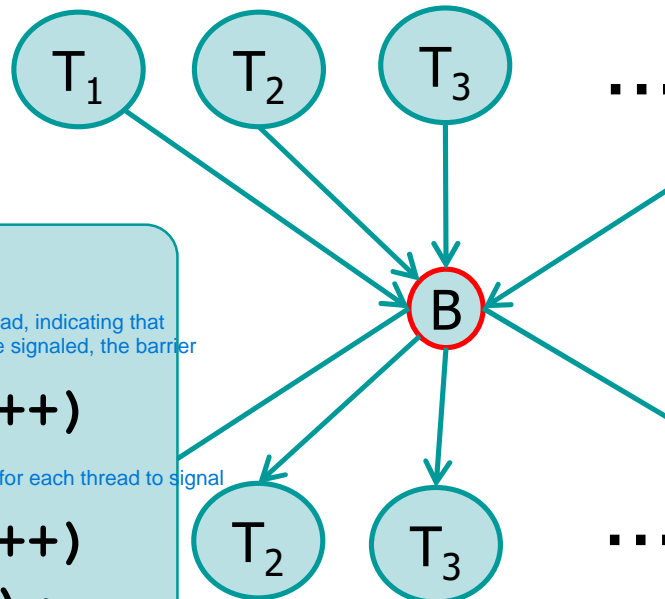 T1 T2 T3 ...
ad, indicating that
e signaled, the barrier
B
++)
for each thread to signal
++)
T2 T3 ...